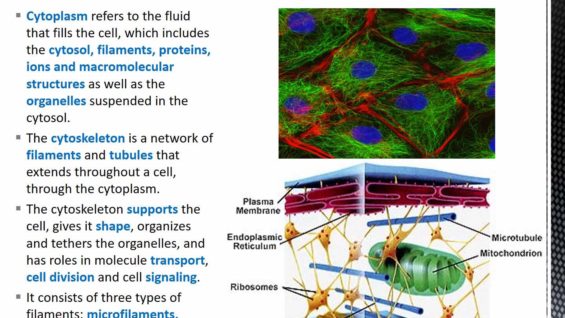 ▪ Cytoplasm refers to the fluid
that fills the cell, which includes
the cytosol, filaments, proteins,
ions and macromolecular
structures as well as the
organelles suspended in the
cytosol.
▪ The cytoskeleton is a network of
filaments and tubules that
extends throughout a cell,
through the cytoplasm.
▪ The cytoskeleton supports the
cell, gives it shape, organizes
and tethers the organelles, and
has roles in molecule transport,
cell division and cell signaling.
▪ It consists of three types of
filaments: microfilaments,
Plasma
Membrane
Endoplasmic
Reticulum
Ribosomes
Microtubule
Mitochondrion